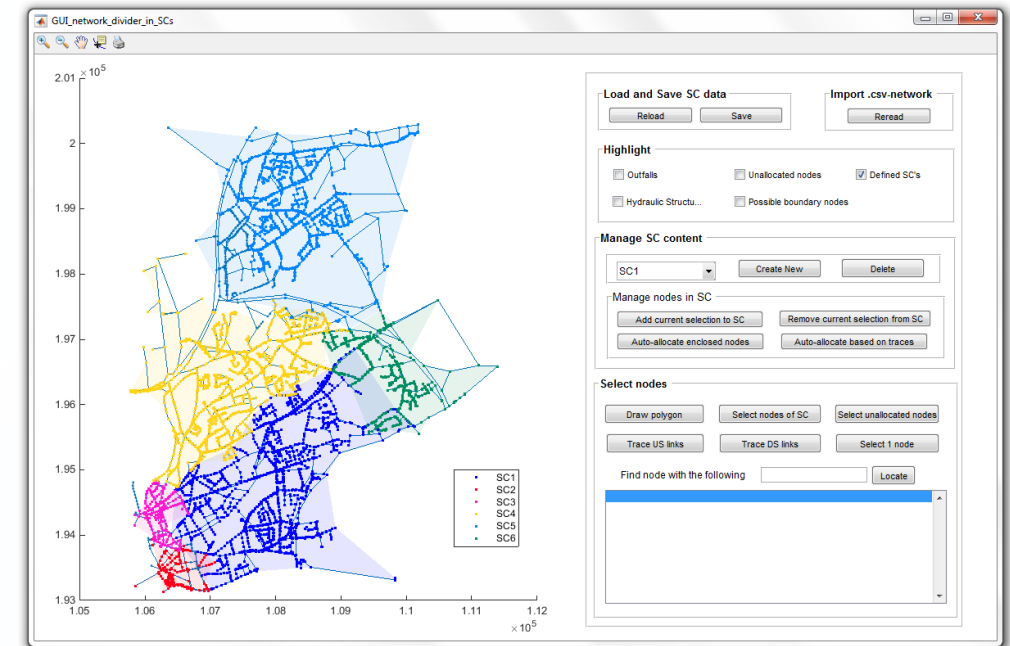 GUI_network_divider_in_SCs
× 10^5
2.01
2
1.99
1.98
1.97
1.96
1.95
1.94
1.93
1.05
1.06
1.07
1.08
1.09
1.1
1.11
1.12
× 10^5
SC1
SC2
SC3
SC4
SC5
SC6
Load and Save SC data
Reload
Save
Import .csv-network
Reread
Highlight
Outfalls
Unallocated nodes
Defined SC's
Hydraulic Structu...
Possible boundary nodes
Manage SC content
SC1
Create New
Delete
Manage nodes in SC
Add current selection to SC
Remove current selection from SC
Auto-allocate enclosed nodes
Auto-allocate based on traces
Select nodes
Draw polygon
Select nodes of SC
Select unallocated nodes
Trace US links
Trace DS links
Select 1 node
Find node with the following
Locate